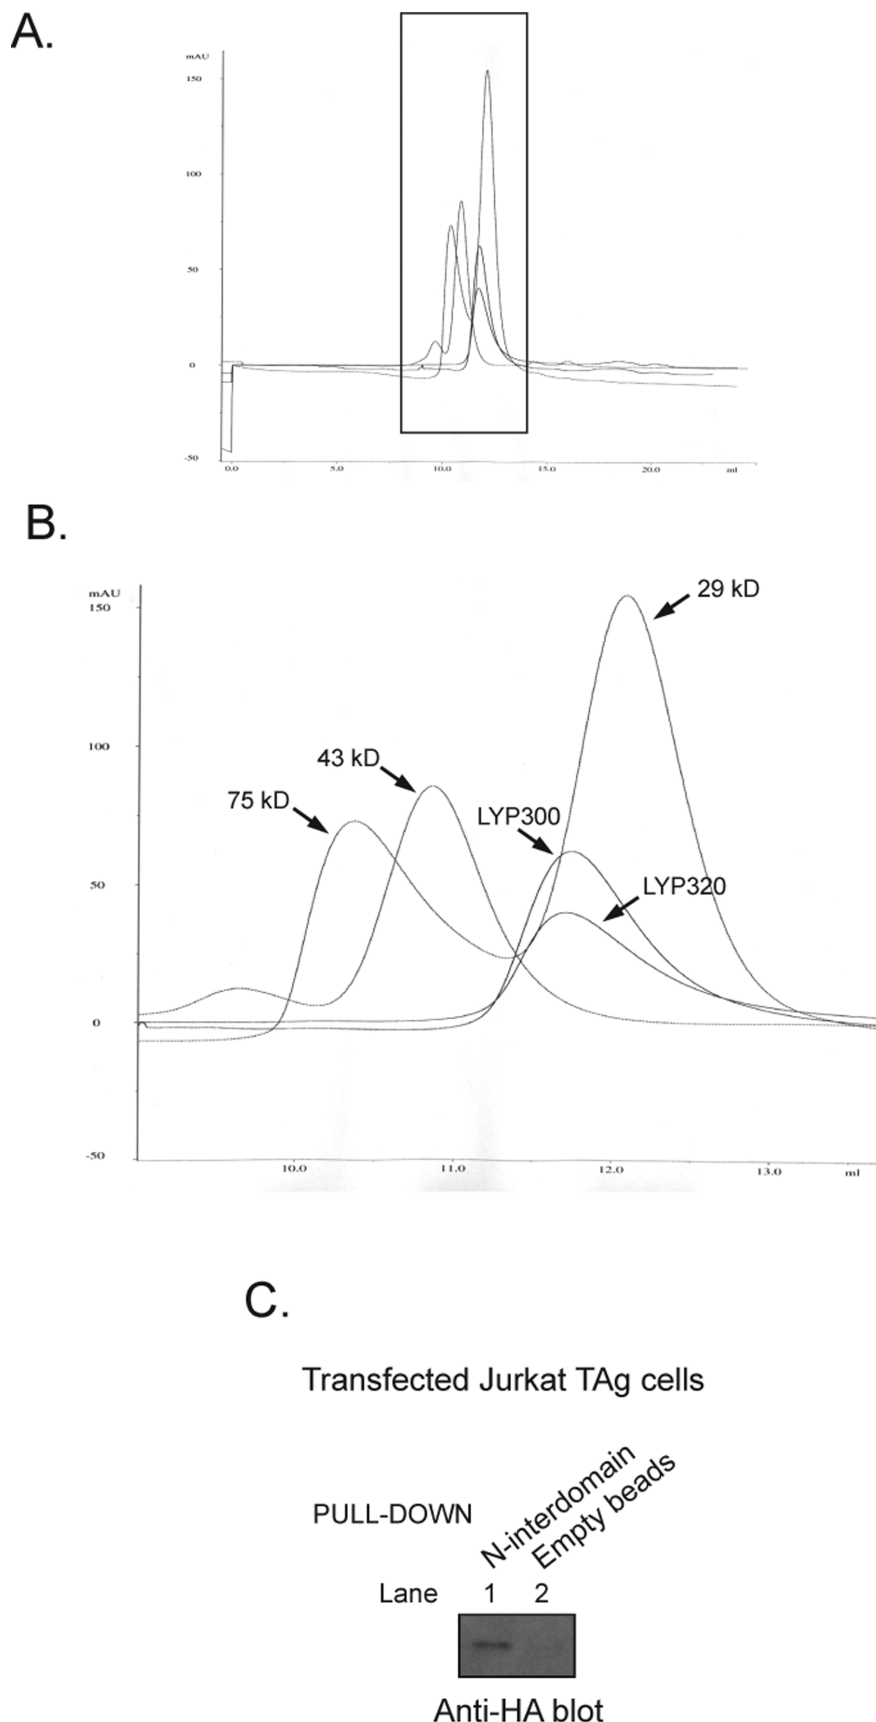 A.
mAU
150
100
50
0
-50
0.0 5.0 10.0 15.0 20.0 ml
B.
mAU
150
100
50
0
-50
29 kD
43 kD
75 kD
LYP300
LYP320
10.0 11.0 12.0 13.0 ml
C.
Transfected Jurkat TAg cells
PULL-DOWN
N-interdomain
Empty beads
Lane 1 2
Anti-HA blot